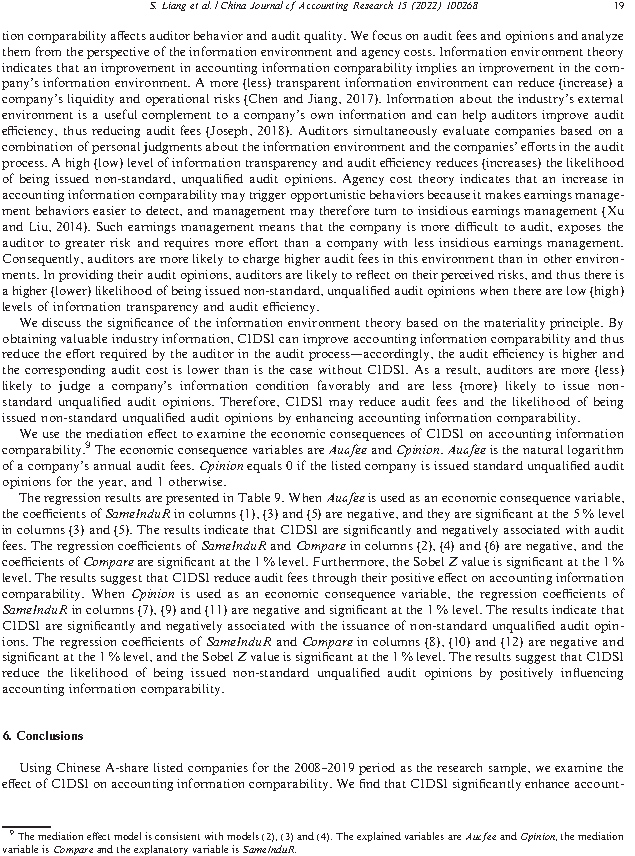 S. Liang et al. / China Journal of Accounting Research 15 (2022) 100268
19
tion comparability affects auditor behavior and audit quality. We focus on audit fees and opinions and analyze
them from the perspective of the information environment and agency costs. Information environment theory
indicates that an improvement in accounting information comparability implies an improvement in the com-
pany's information environment. A more (less) transparent information environment can reduce (increase) a
company's liquidity and operational risks (Chen and Jiang, 2017). Information about the industry's external
environment is a useful complement to a company's own information and can help auditors improve audit
efficiency, thus reducing audit fees (Joseph, 2018). Auditors simultaneously evaluate companies based on a
combination of personal judgments about the information environment and the companies' efforts in the audit
process. A high (low) level of information transparency and audit efficiency reduces (increases) the likelihood
of being issued non-standard, unqualified audit opinions. Agency cost theory indicates that an increase in
accounting information comparability may trigger opportunistic behaviors because it makes earnings manage-
ment behaviors easier to detect, and management may therefore turn to insidious earnings management (Xu
and Liu, 2014). Such earnings management means that the company is more difficult to audit, exposes the
auditor to greater risk and requires more effort than a company with less insidious earnings management.
Consequently, auditors are more likely to charge higher audit fees in this environment than in other environ-
ments. In providing their audit opinions, auditors are likely to reflect on their perceived risks, and thus there is
a higher (lower) likelihood of being issued non-standard, unqualified audit opinions when there are low (high)
levels of information transparency and audit efficiency.
We discuss the significance of the information environment theory based on the materiality principle. By
obtaining valuable industry information, CIDSI can improve accounting information comparability and thus
reduce the effort required by the auditor in the audit process—accordingly, the audit efficiency is higher and
the corresponding audit cost is lower than is the case without CIDSI. As a result, auditors are more (less)
likely to judge a company's information condition favorably and are less (more) likely to issue non-
standard unqualified audit opinions. Therefore, CIDSI may reduce audit fees and the likelihood of being
issued non-standard unqualified audit opinions by enhancing accounting information comparability.
We use the mediation effect to examine the economic consequences of CIDSI on accounting information
comparability.9 The economic consequence variables are Auafee and Opinion. Auafee is the natural logarithm
of a company's annual audit fees. Opinion equals 0 if the listed company is issued standard unqualified audit
opinions for the year, and 1 otherwise.
The regression results are presented in Table 9. When Auafee is used as an economic consequence variable,
the coefficients of SameInduR in columns (1), (3) and (5) are negative, and they are significant at the 5 % level
in columns (3) and (5). The results indicate that CIDSI are significantly and negatively associated with audit
fees. The regression coefficients of SameInduR and Compare in columns (2), (4) and (6) are negative, and the
coefficients of Compare are significant at the 1 % level. Furthermore, the Sobel Z value is significant at the 1 %
level. The results suggest that CIDSI reduce audit fees through their positive effect on accounting information
comparability. When Opinion is used as an economic consequence variable, the regression coefficients of
SameInduR in columns (7), (9) and (11) are negative and significant at the 1 % level. The results indicate that
CIDSI are significantly and negatively associated with the issuance of non-standard unqualified audit opin-
ions. The regression coefficients of SameInduR and Compare in columns (8), (10) and (12) are negative and
significant at the 1 % level, and the Sobel Z value is significant at the 1 % level. The results suggest that CIDSI
reduce the likelihood of being issued non-standard unqualified audit opinions by positively influencing
accounting information comparability.
6. Conclusions
Using Chinese A-share listed companies for the 2008–2019 period as the research sample, we examine the
effect of CIDSI on accounting information comparability. We find that CIDSI significantly enhance account-
9 The mediation effect model is consistent with models (2), (3) and (4). The explained variables are Auafee and Opinion, the mediation
variable is Compare and the explanatory variable is SameInduR.